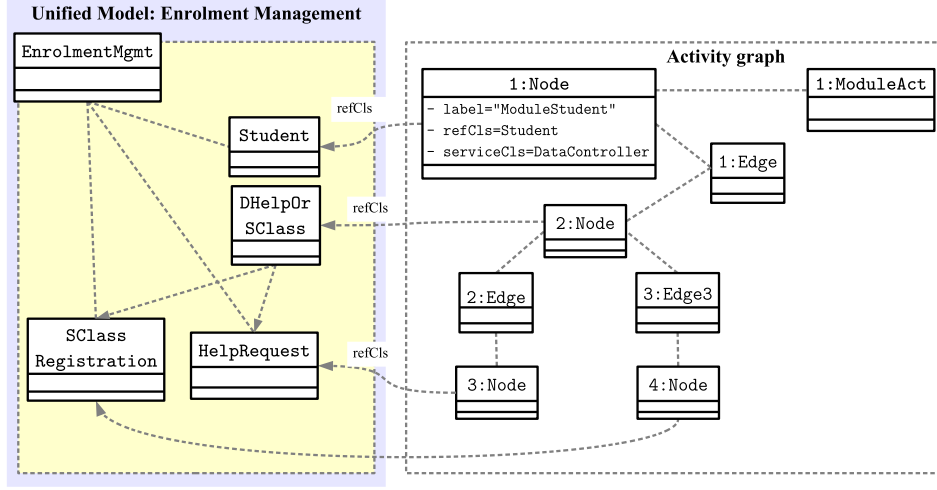 Unified Model: Enrolment Management
EnrolmentMgmt
Student
DHelpOr
SClass
SClass
Registration
HelpRequest
refCls
refCls
refCls
Activity graph
1:Node
- label="ModuleStudent"
- refCls=Student
- serviceCls=DataController
1:ModuleAct
1:Edge
2:Node
2:Edge
3:Edge3
3:Node
4:Node